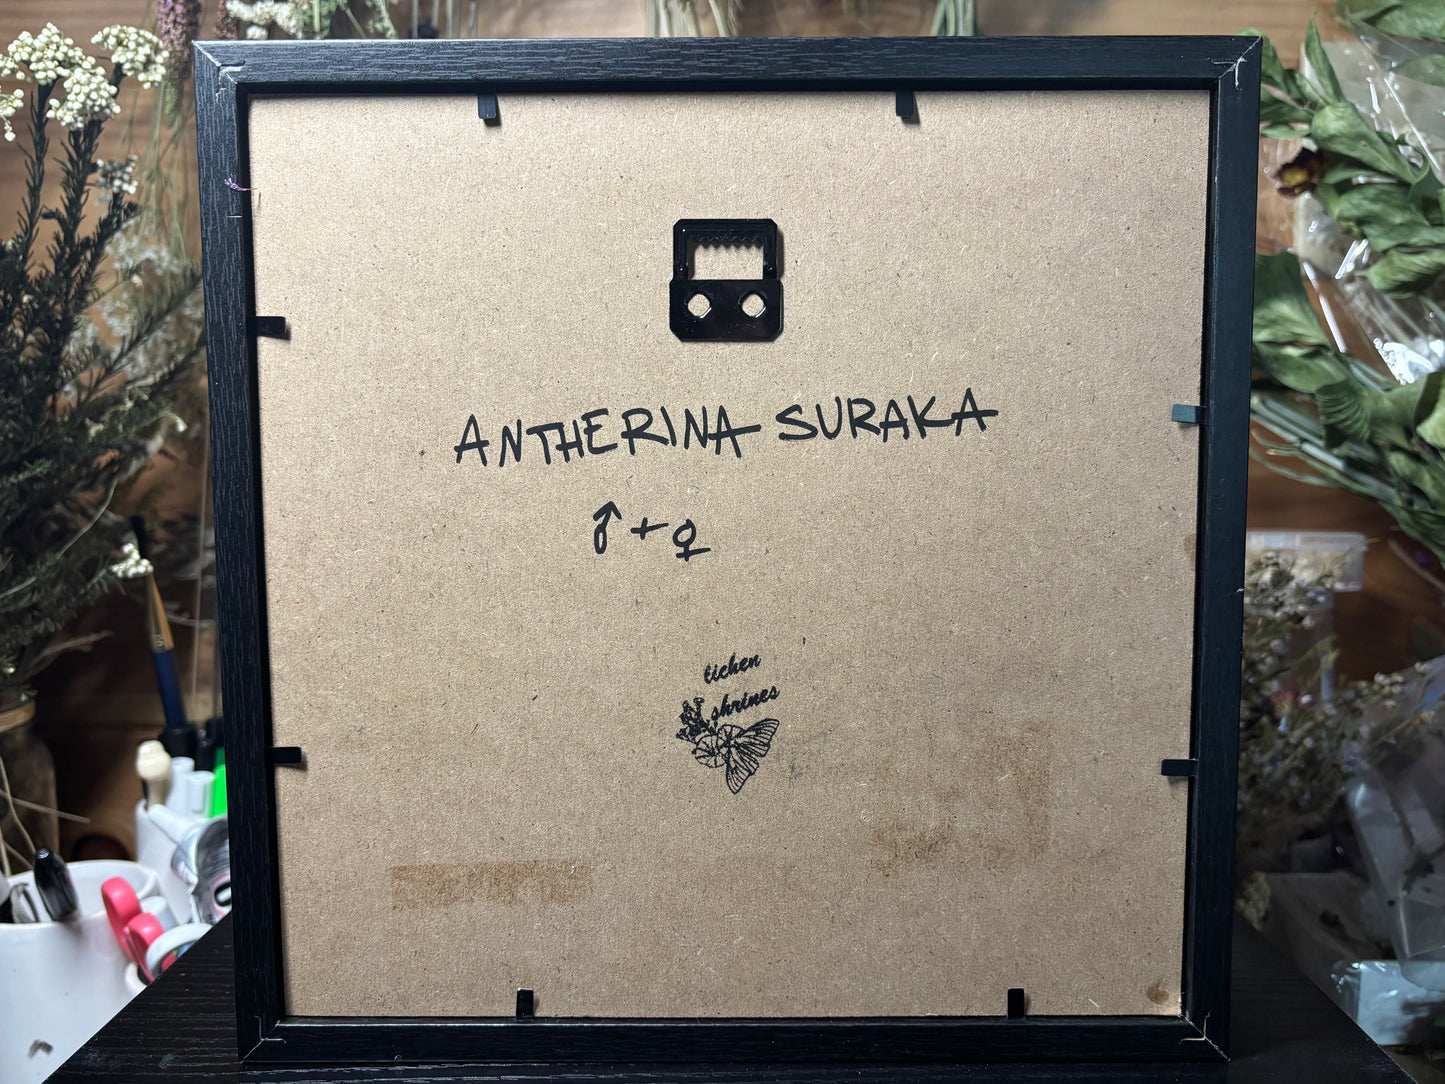 ANTHERINA SURAKA
♂ + ♀
lichen
shrines